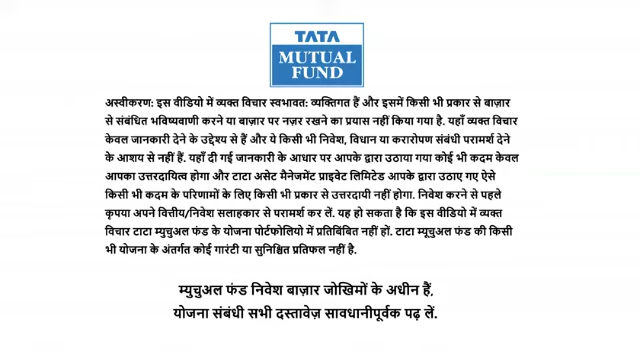 TATA
MUTUAL
FUND
अस्वीकरण: इस वीडियो में व्यक्त विचार स्वभावत: व्यक्तिगत हैं और इसमें किसी भी प्रकार से बाज़ार
से संबंधित भविष्यवाणी करने या बाज़ार पर नज़र रखने का प्रयास नहीं किया गया है. यहाँ व्यक्त विचार
केवल जानकारी देने के उद्देश्य से हैं और ये किसी भी निवेश, विधान या करारोपण संबंधी परामर्श देने
के आशय से नहीं हैं. यहाँ दी गई जानकारी के आधार पर आपके द्वारा उठाया गया कोई भी कदम केवल
आपका उत्तरदायित्व होगा और टाटा असेट मैनेजमेंट प्राइवेट लिमिटेड आपके द्वारा उठाए गए ऐसे
किसी भी कदम के परिणामों के लिए किसी भी प्रकार से उत्तरदायी नहीं होगा. निवेश करने से पहले
कृपया अपने वित्तीय/निवेश सलाहकार से परामर्श कर लें. यह हो सकता है कि इस वीडियो में व्यक्त
विचार टाटा म्युचुअल फंड के योजना पोर्टफोलियो में प्रतिबिंबित नहीं हों. टाटा म्यूचुअल फंड की किसी
भी योजना के अंतर्गत कोई गारंटी या सुनिश्चित प्रतिफल नहीं है.
म्युचुअल फंड निवेश बाज़ार जोखिमों के अधीन हैं,
योजना संबंधी सभी दस्तावेज़ सावधानीपूर्वक पढ़ लें.